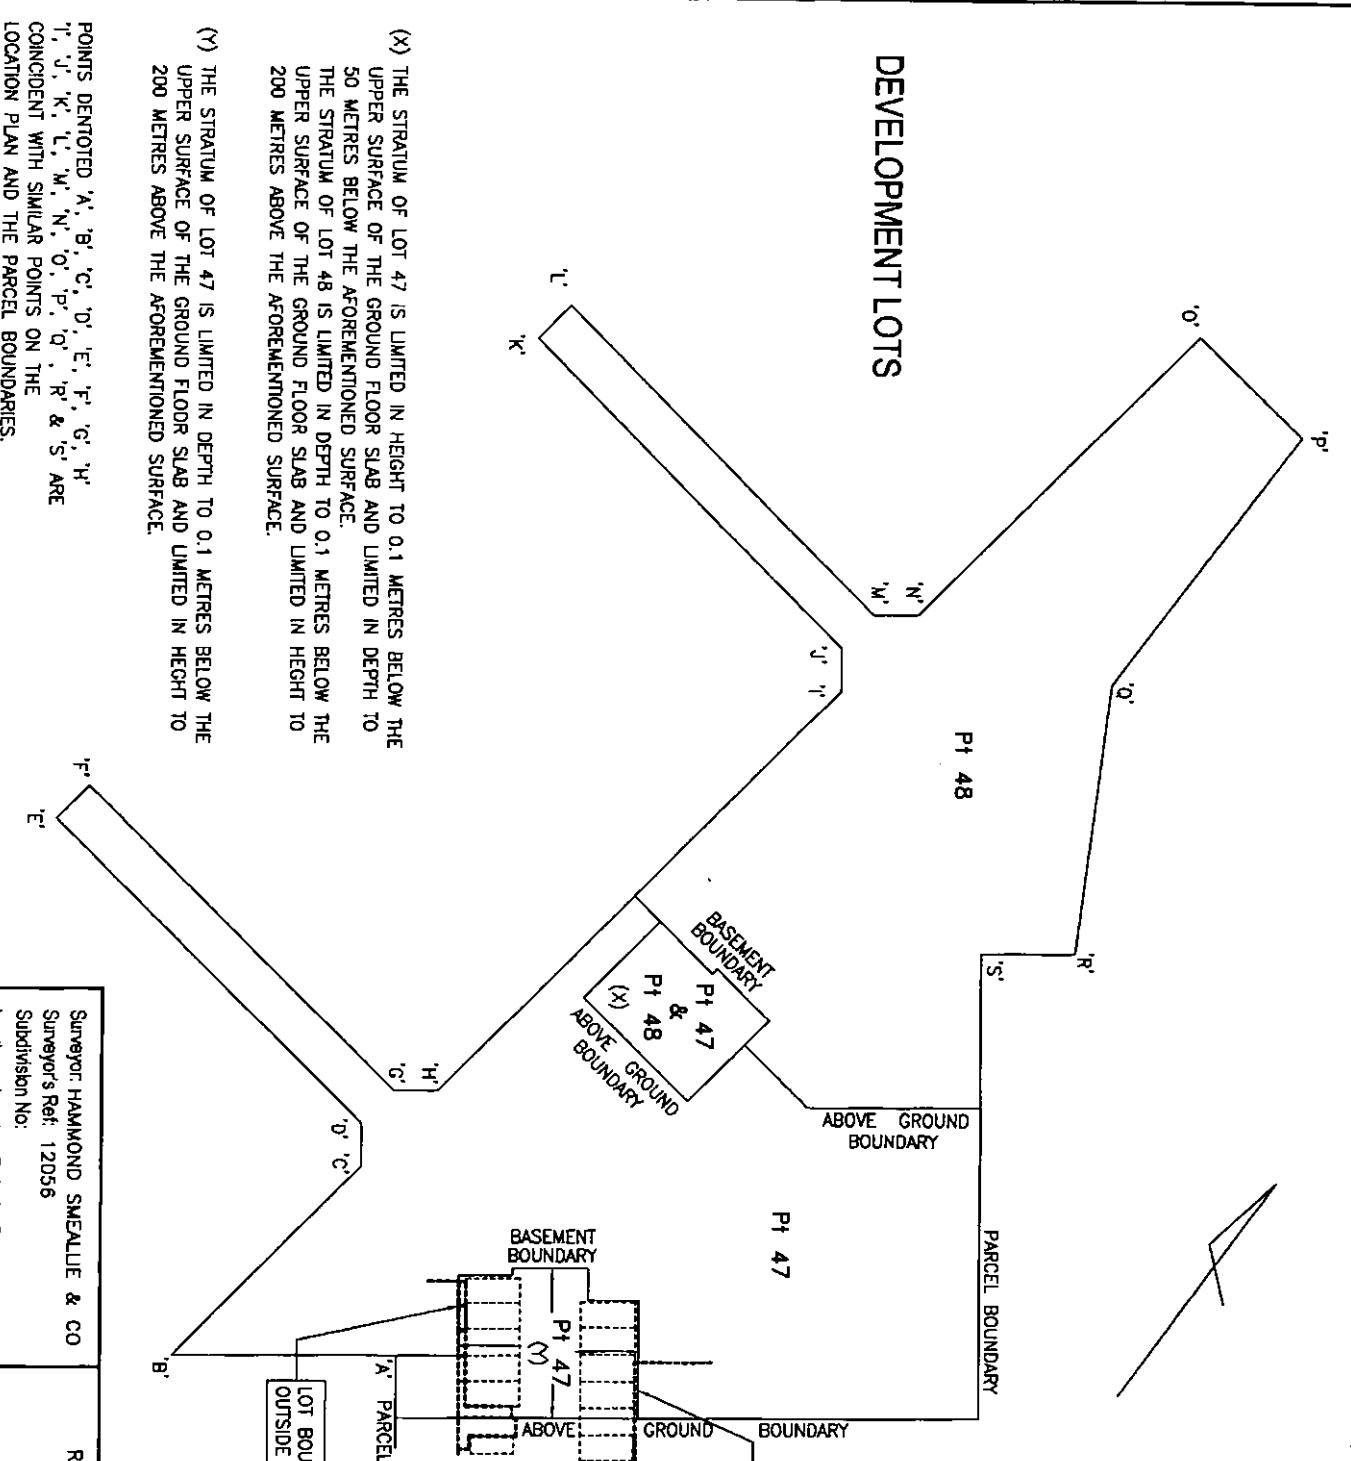 DEVELOPMENT LOTS
(X) THE STRATUM OF LOT 47 IS LIMITED IN HEIGHT TO 0.1 METRES BELOW THE
UPPER SURFACE OF THE GROUND FLOOR SLAB AND LIMITED IN DEPTH TO
50 METRES BELOW THE AFOREMENTIONED SURFACE.
THE STRATUM OF LOT 48 IS LIMITED IN DEPTH TO 0.1 METRES BELOW THE
UPPER SURFACE OF THE GROUND FLOOR SLAB AND LIMITED IN HEGHT TO
200 METRES ABOVE THE AFOREMENTIONED SURFACE.
(Y) THE STRATUM OF LOT 47 IS LIMITED IN DEPTH TO 0.1 METRES BELOW THE
UPPER SURFACE OF THE GROUND FLOOR SLAB AND LIMITED IN HEGHT TO
200 METRES ABOVE THE AFOREMENTIONED SURFACE.
POINTS DENTOTED 'A', 'B', 'C', 'D', 'E', 'F', 'G', 'H'
'I', 'J', 'K', 'L', 'M', 'N', 'O', 'P', 'Q', 'R' & 'S' ARE
COINCIDENT WITH SIMILAR POINTS ON THE
LOCATION PLAN AND THE PARCEL BOUNDARIES.
'O'
'P'
'L'
'K'
'N'
'M'
'J'
'I'
'Q'
Pt 48
'R'
'S'
BASEMENT
BOUNDARY
Pt 47
&
Pt 48
(X)
ABOVE GROUND
BOUNDARY
ABOVE GROUND
BOUNDARY
'F'
'E'
'G'
'H'
'D'
'C'
Pt 47
PARCEL BOUNDARY
BASEMENT
BOUNDARY
Pt 47
(Y)
'B'
'A'
PARCEL
ABOVE GROUND BOUNDARY
LOT BOU
OUTSIDE
Surveyor: HAMMOND SMEALLIE & CO
Surveyor's Ref: 12056
Subdivision No:
R